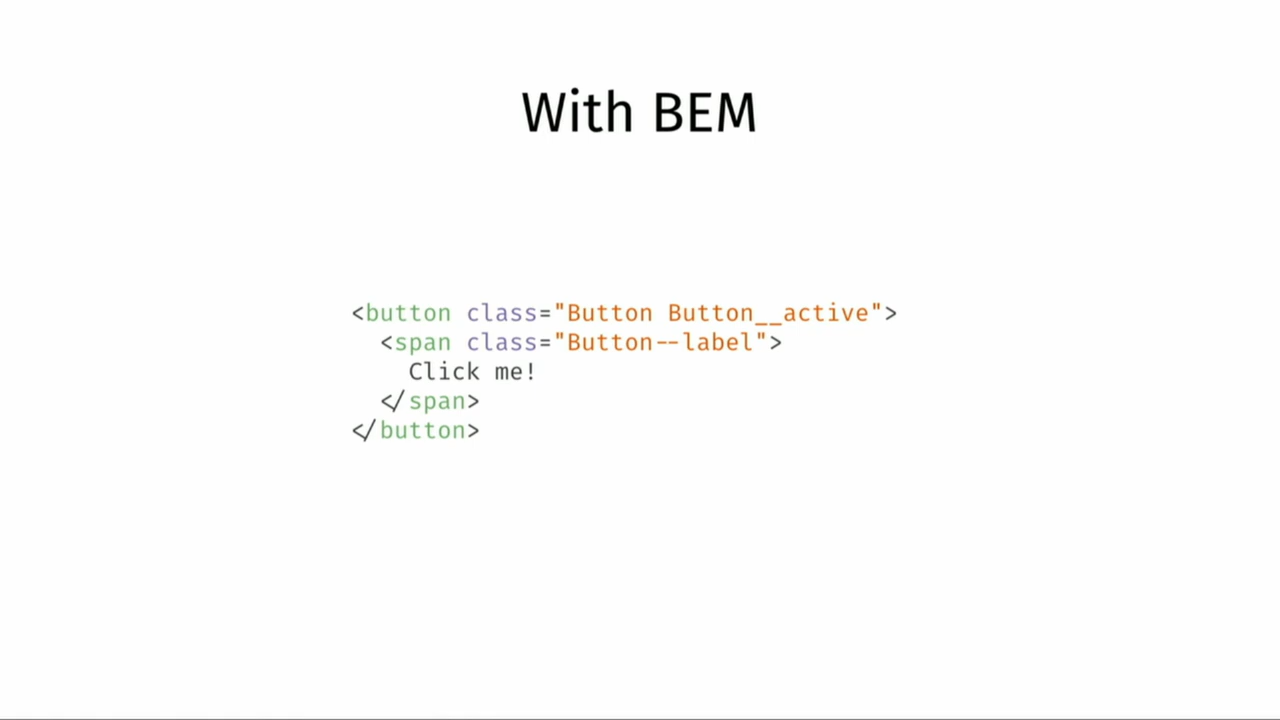 With BEM
<button class="Button Button__active">
<span class="Button--label">
Click me!
</span>
</button>